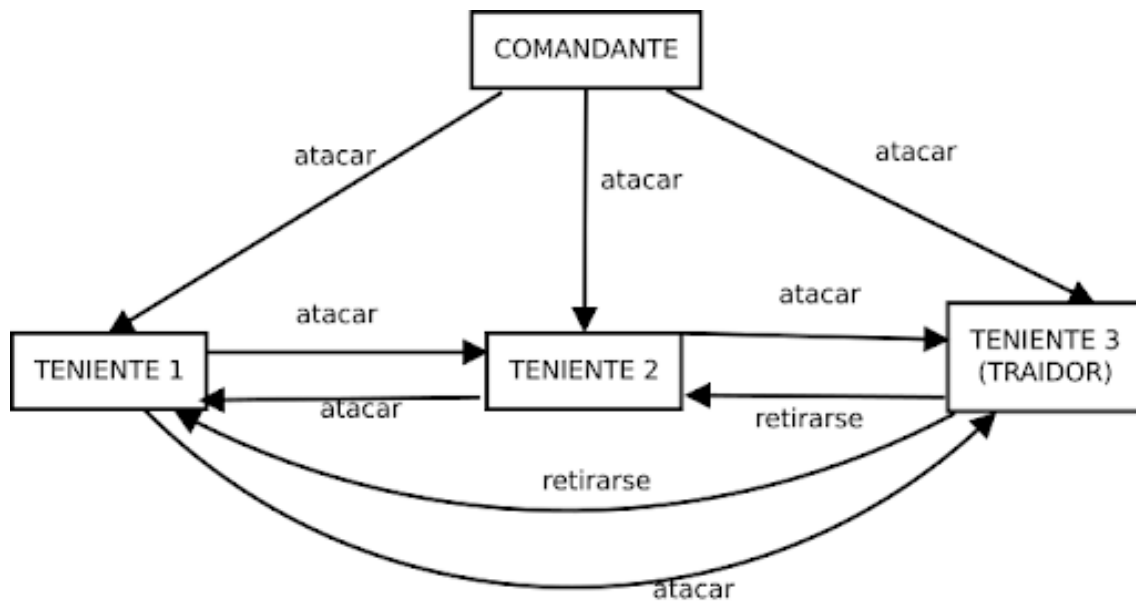 COMANDANTE
atacar
atacar
atacar
atacar
atacar
TENIENTE 1
TENIENTE 2
TENIENTE 3
(TRAIDOR)
atacar
retirarse
retirarse
atacar